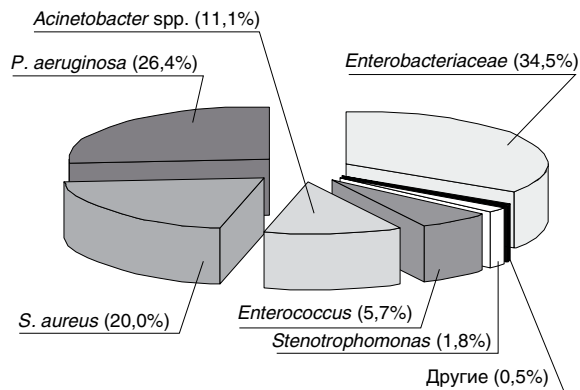 Acinetobacter spp. (11,1%)
P. aeruginosa (26,4%)
Enterobacteriaceae (34,5%)
S. aureus (20,0%)
Enterococcus (5,7%)
Stenotrophomonas (1,8%)
Другие (0,5%)